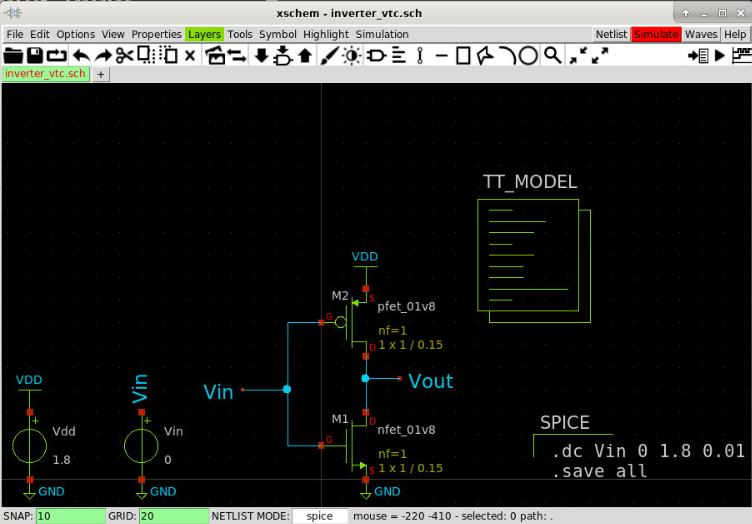 xschem - inverter_vtc.sch
File Edit Options View Properties Layers Tools Symbol Highlight Simulation Netlist Simulate Waves Help
inverter_vtc.sch +
TT_MODEL
VDD
S
M2
pfet_01v8
G
nf=1
1 x 1 / 0.15
D
VDD
Vin
Vin
Vout
+
Vdd
1.8
GND
+
Vin
0
GND
M1
D
nfet_01v8
G
nf=1
1 x 1 / 0.15
S
GND
SPICE
.dc Vin 0 1.8 0.01
.save all
SNAP: 10 GRID: 20 NETLIST MODE: spice mouse = -220 -410 - selected: 0 path: .